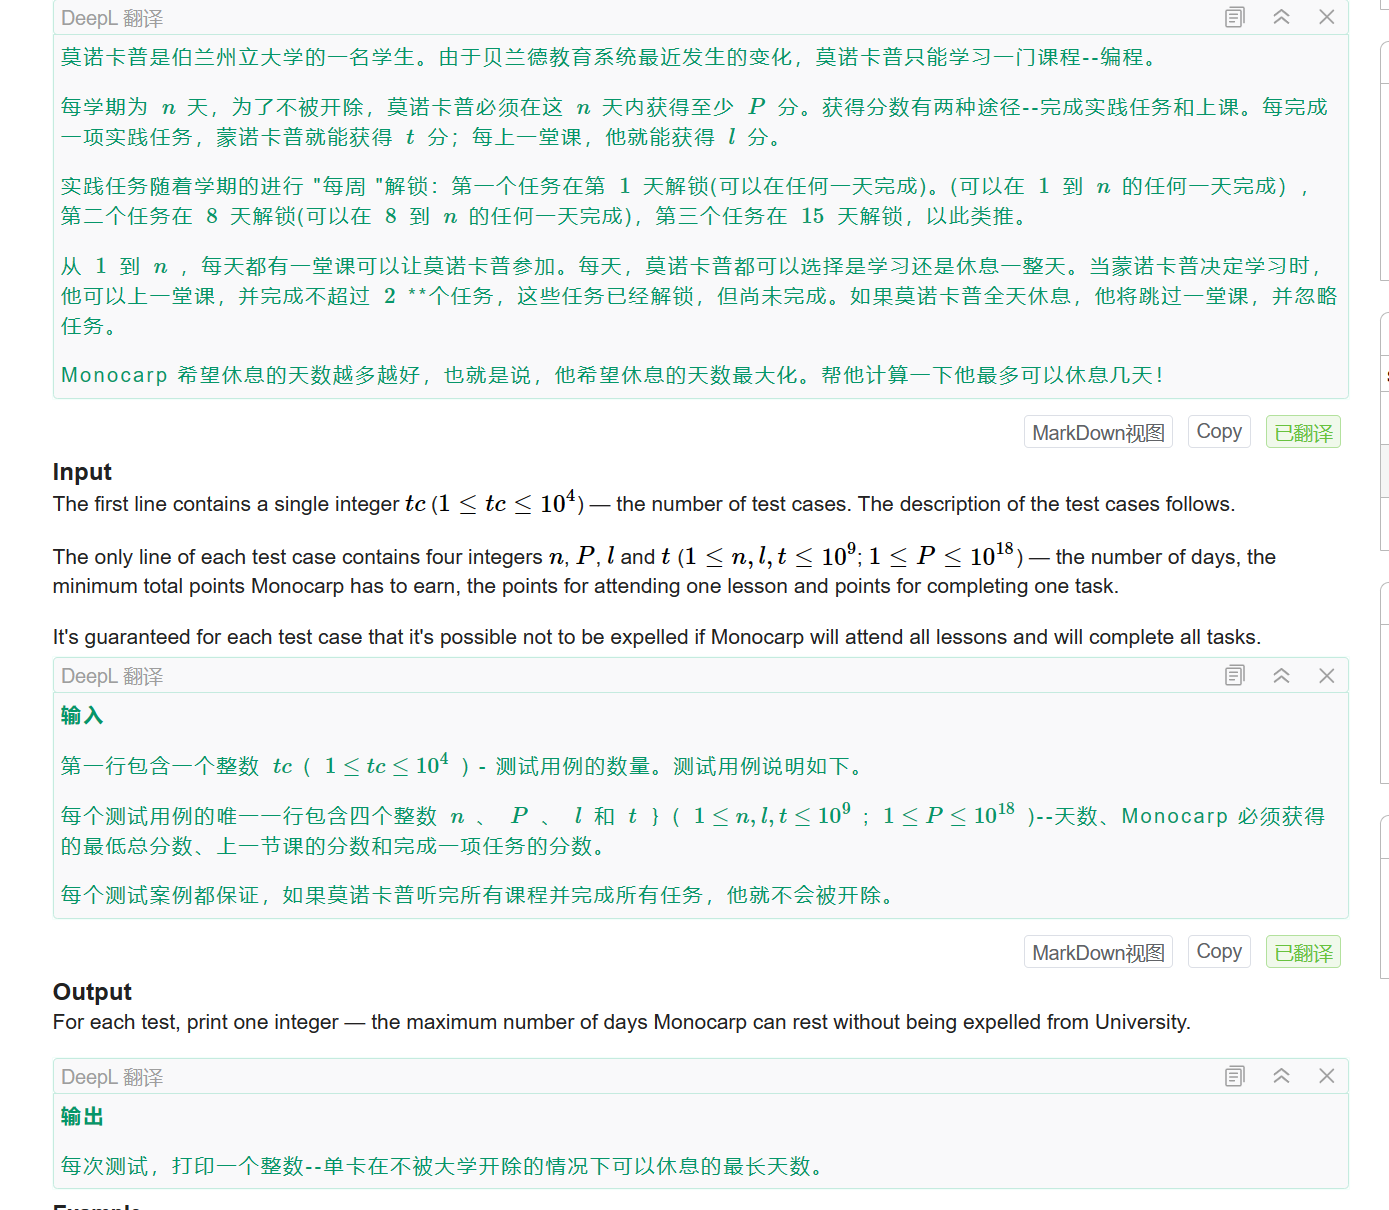 DeepL 翻译
莫诺卡普是伯兰州立大学的一名学生。由于贝兰德教育系统最近发生的变化，莫诺卡普只能学习一门课程--编程。
每学期为 n 天，为了不被开除，莫诺卡普必须在这 n 天内获得至少 P 分。获得分数有两种途径--完成实践任务和上课。每完成
一项实践任务，蒙诺卡普就能获得 t 分；每上一堂课，他就能获得 l 分。
实践任务随着学期的进行 "每周 "解锁：第一个任务在第 1 天解锁(可以在任何一天完成)。(可以在 1 到 n 的任何一天完成）,
第二个任务在 8 天解锁(可以在 8 到 n 的任何一天完成)，第三个任务在 15 天解锁，以此类推。
从 1 到 n ，每天都有一堂课可以让莫诺卡普参加。每天，莫诺卡普都可以选择是学习还是休息一整天。当蒙诺卡普决定学习时，
他可以上一堂课，并完成不超过 2 **个任务，这些任务已经解锁，但尚未完成。如果莫诺卡普全天休息，他将跳过一堂课，并忽略
任务。
Monocarp 希望休息的天数越多越好，也就是说，他希望休息的天数最大化。帮他计算一下他最多可以休息几天！
MarkDown视图 Copy 已翻译
Input
The first line contains a single integer tc (1 ≤ tc ≤ 10⁴) — the number of test cases. The description of the test cases follows.
The only line of each test case contains four integers n, P, l and t (1 ≤ n, l, t ≤ 10⁹; 1 ≤ P ≤ 10¹⁸) — the number of days, the
minimum total points Monocarp has to earn, the points for attending one lesson and points for completing one task.
It's guaranteed for each test case that it's possible not to be expelled if Monocarp will attend all lessons and will complete all tasks.
DeepL 翻译
输入
第一行包含一个整数 tc ( 1 ≤ tc ≤ 10⁴ ) - 测试用例的数量。测试用例说明如下。
每个测试用例的唯一一行包含四个整数 n 、 P 、 l 和 t } ( 1 ≤ n, l, t ≤ 10⁹ ; 1 ≤ P ≤ 10¹⁸ )--天数、Monocarp 必须获得
的最低总分数、上一节课的分数和完成一项任务的分数。
每个测试案例都保证，如果莫诺卡普听完所有课程并完成所有任务，他就不会被开除。
MarkDown视图 Copy 已翻译
Output
For each test, print one integer — the maximum number of days Monocarp can rest without being expelled from University.
DeepL 翻译
输出
每次测试，打印一个整数--单卡在不被大学开除的情况下可以休息的最长天数。